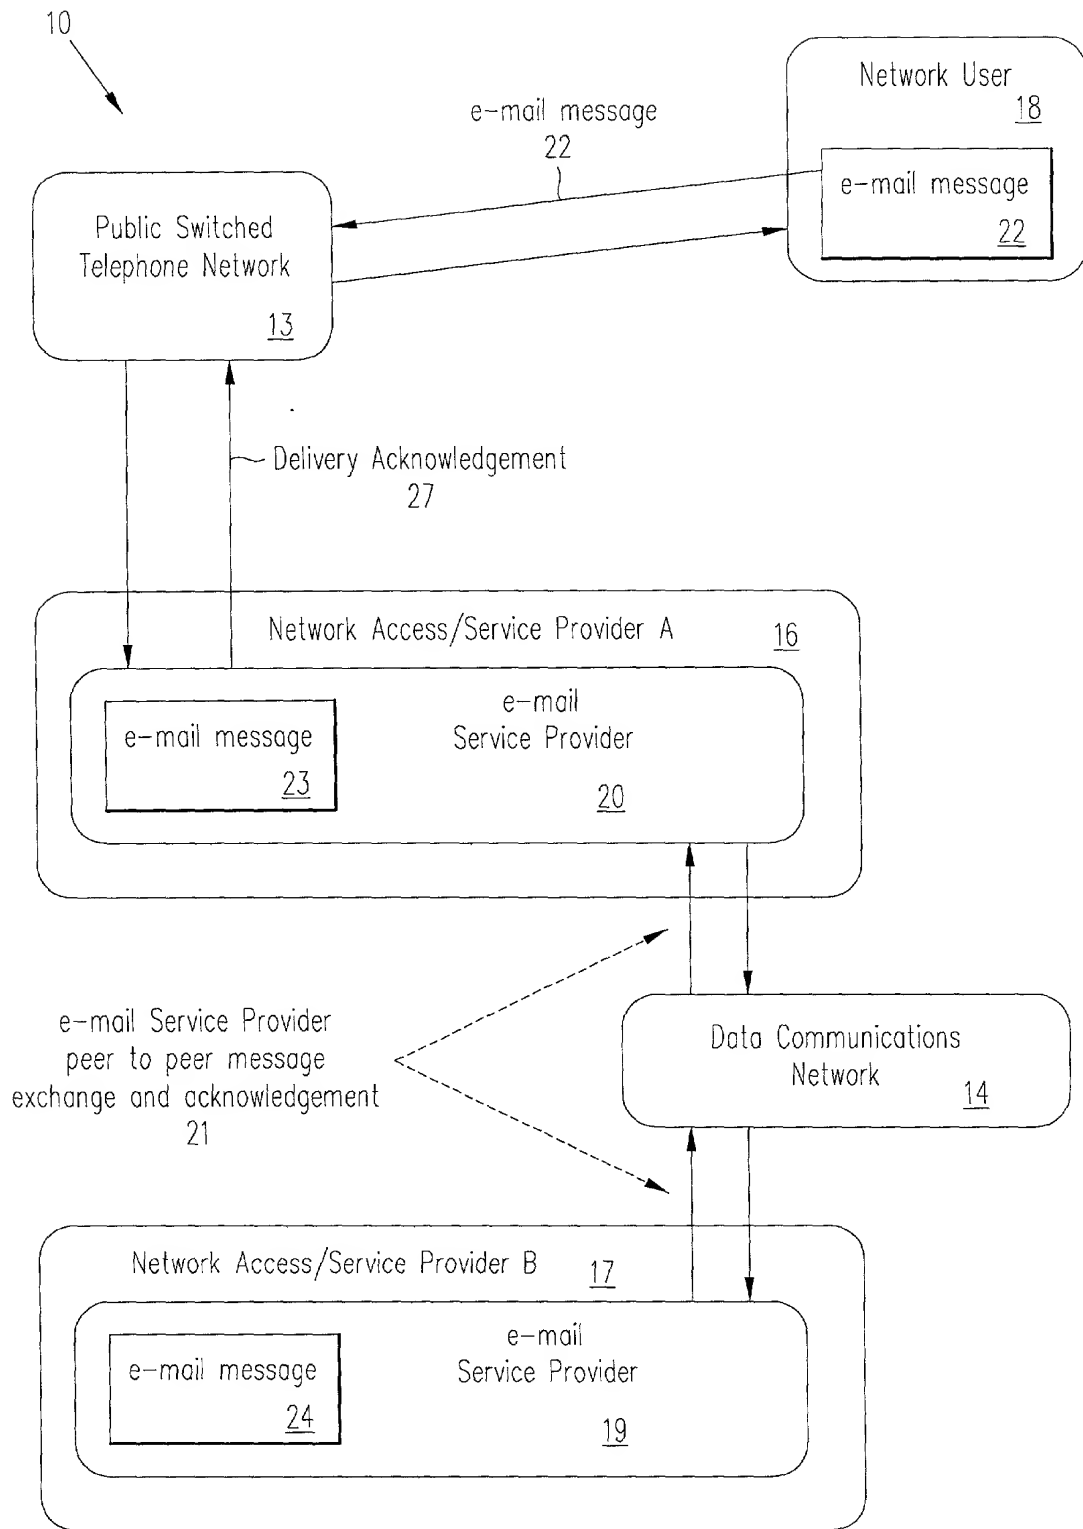 10
Network User
18
e-mail message
22
e-mail message
22
Public Switched
Telephone Network
13
Delivery Acknowledgement
27
Network Access/Service Provider A
16
e-mail
Service Provider
20
e-mail message
23
e-mail Service Provider
peer to peer message
exchange and acknowledgement
21
Data Communications
Network
14
Network Access/Service Provider B
17
e-mail
Service Provider
19
e-mail message
24